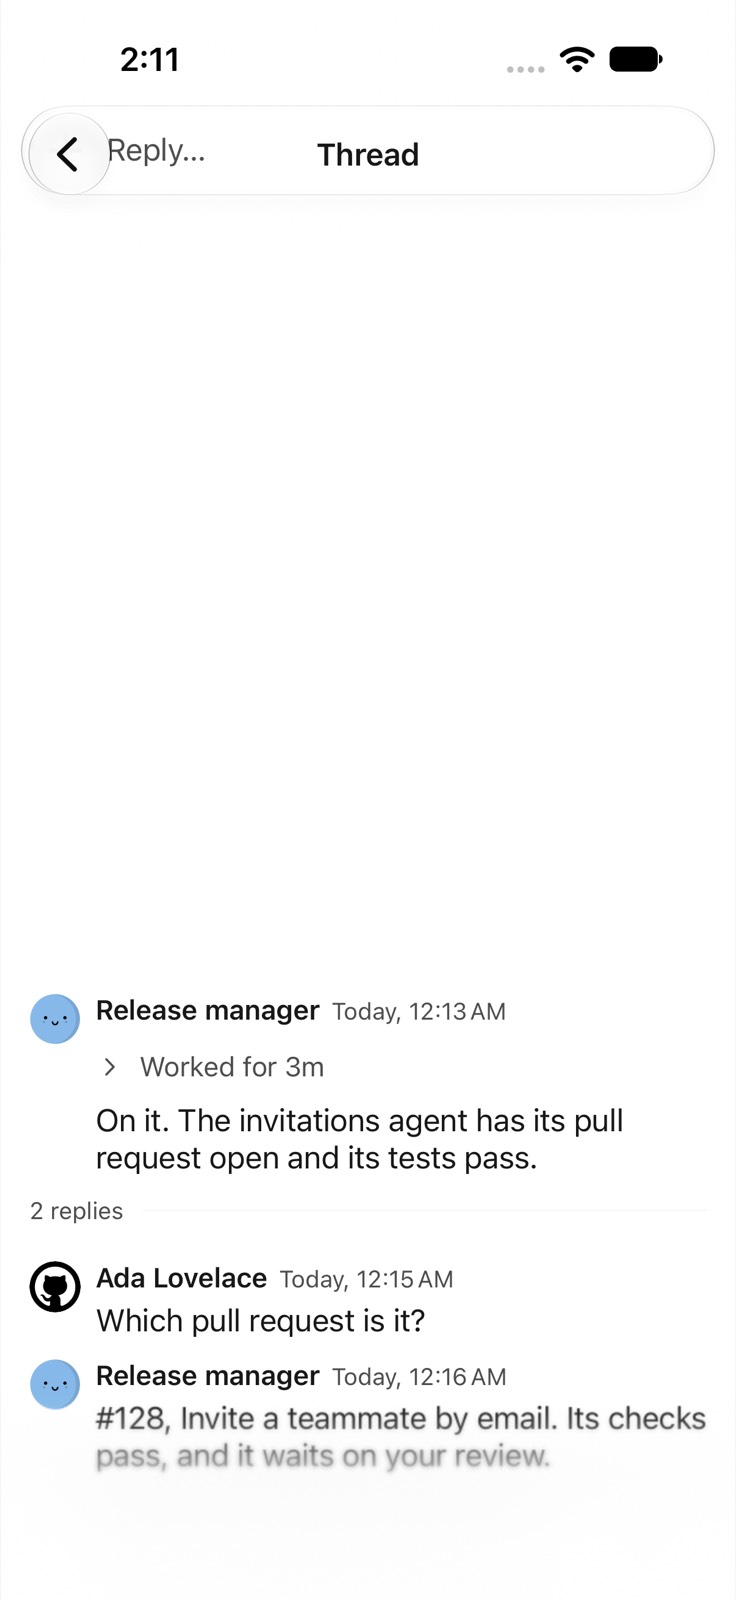 2:11
Reply...
Thread
Release manager Today, 12:13 AM
Worked for 3m
On it. The invitations agent has its pull
request open and its tests pass.
2 replies
Ada Lovelace Today, 12:15 AM
Which pull request is it?
Release manager Today, 12:16 AM
#128, Invite a teammate by email. Its checks
pass, and it waits on your review.